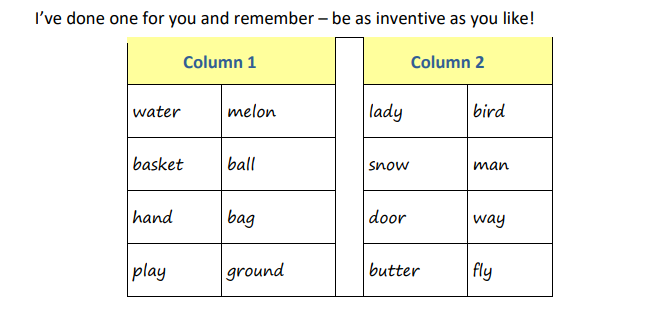 I've done one for you and remember – be as inventive as you like!
Column 1 Column 2
water melon lady bird
basket ball snow man
hand bag door way
play ground butter fly